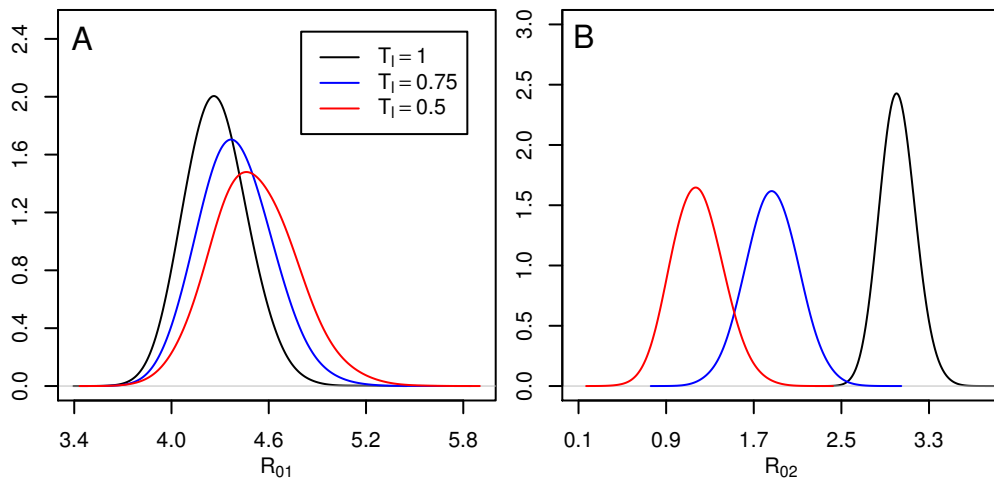 A
T_I = 1
T_I = 0.75
T_I = 0.5
0.0 0.4 0.8 1.2 1.6 2.0 2.4
3.4 4.0 4.6 5.2 5.8
R_01
B
0.0 0.5 1.0 1.5 2.0 2.5 3.0
0.1 0.9 1.7 2.5 3.3
R_02